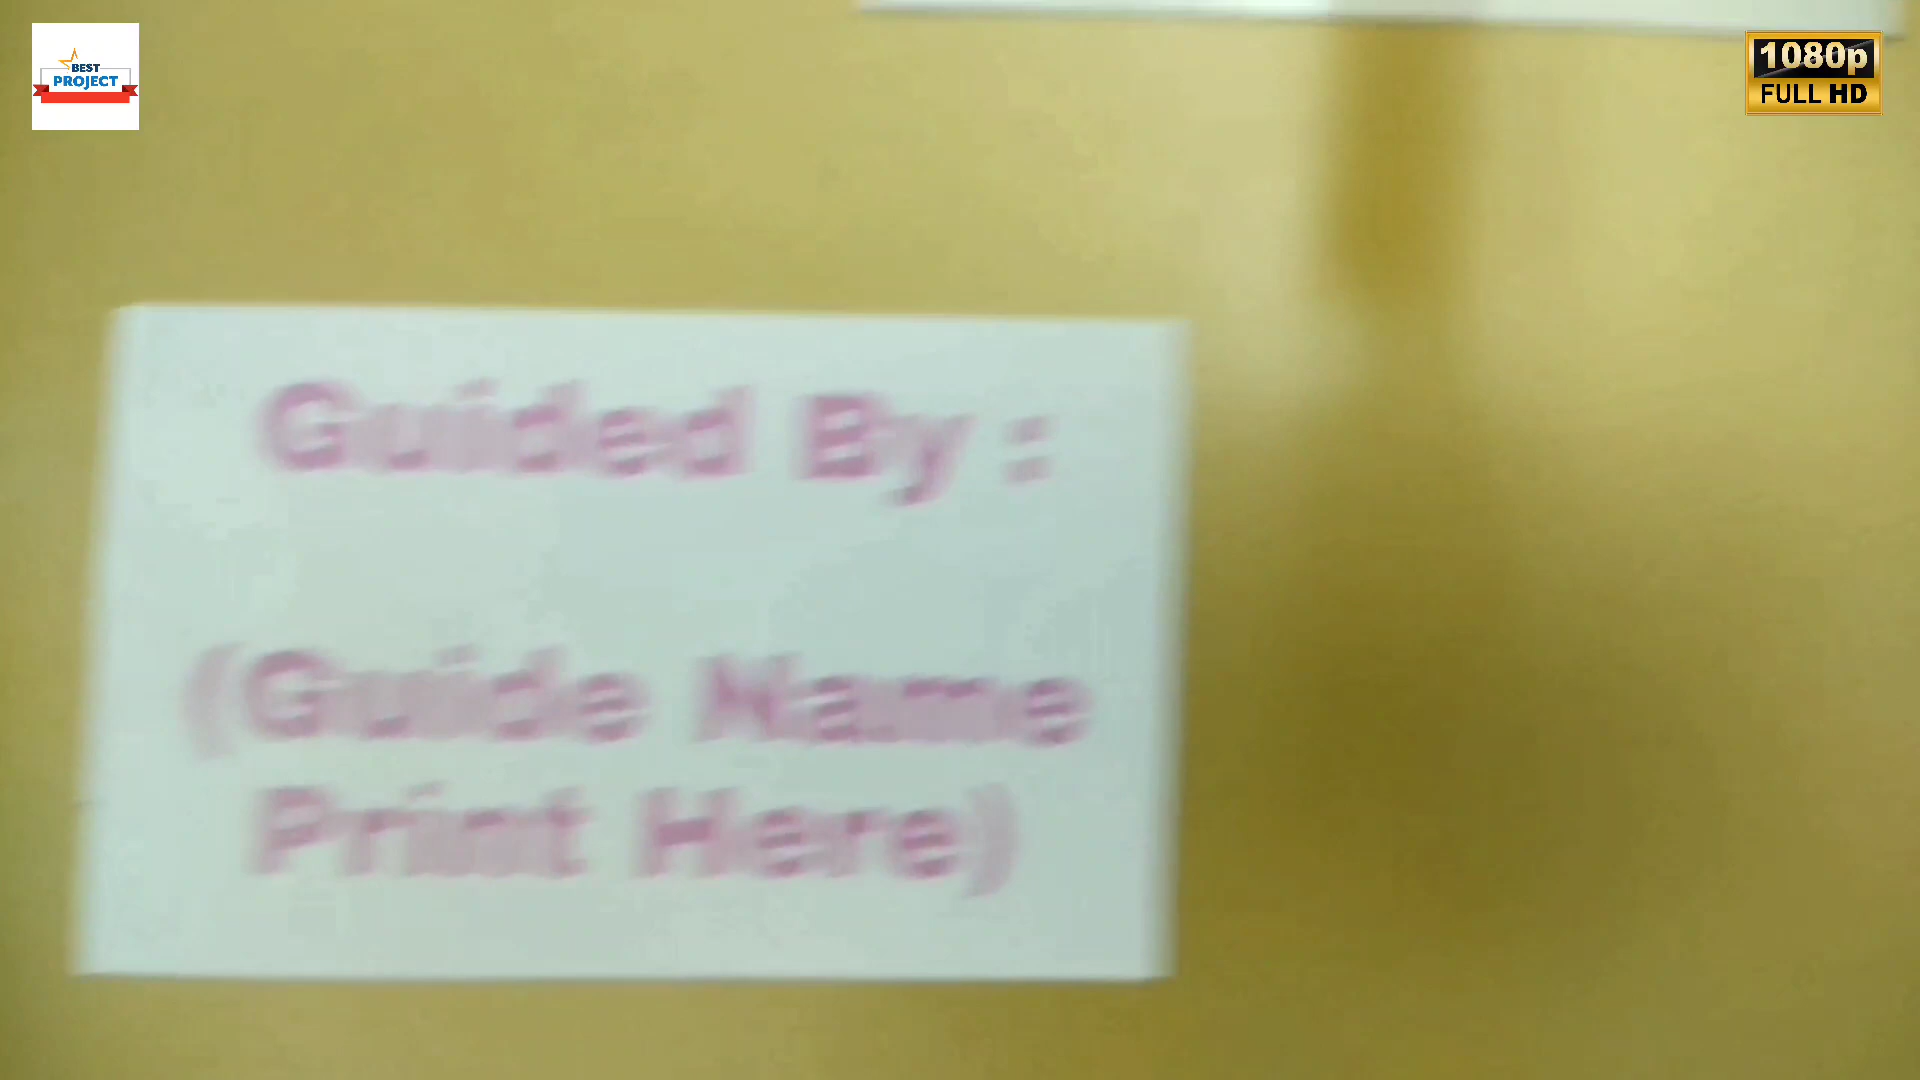 BEST
PROJECT
1080p
FULL HD
Guided By :
(Guide Name
Print Here)